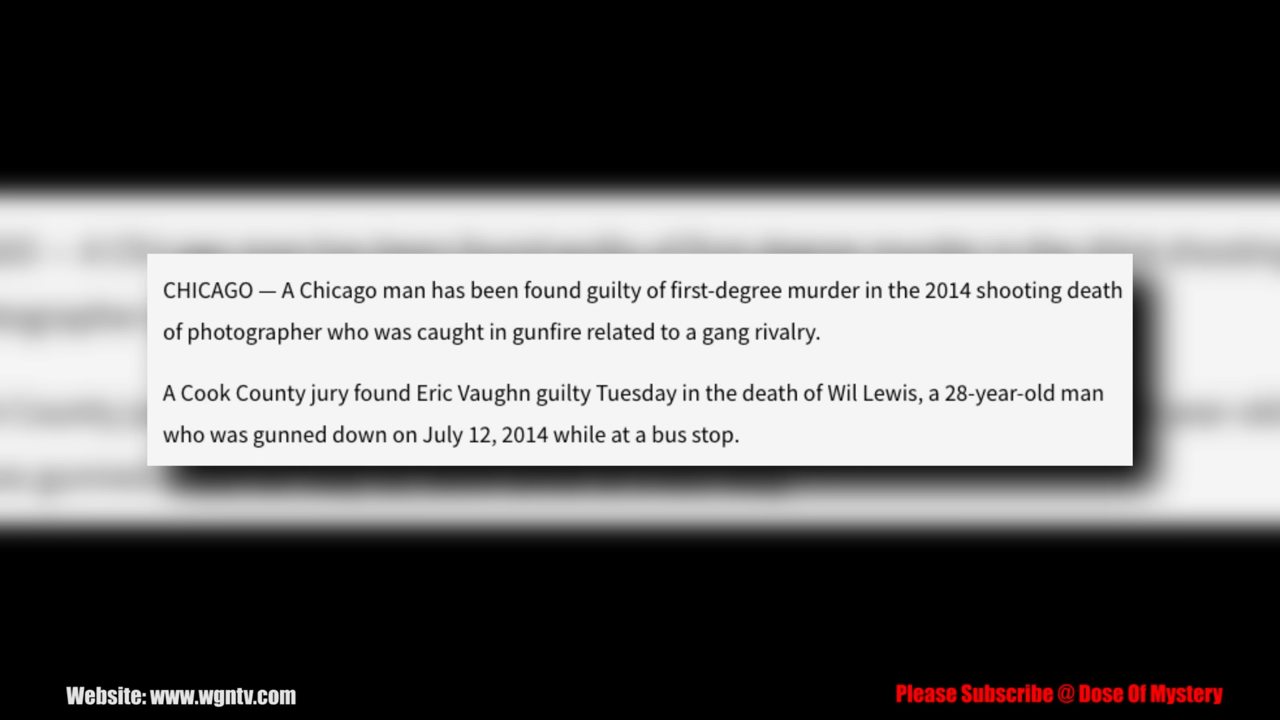 CHICAGO — A Chicago man has been found guilty of first-degree murder in the 2014 shooting death
of photographer who was caught in gunfire related to a gang rivalry.
A Cook County jury found Eric Vaughn guilty Tuesday in the death of Wil Lewis, a 28-year-old man
who was gunned down on July 12, 2014 while at a bus stop.
Website: www.wgntv.com
Please Subscribe @ Dose Of Mystery